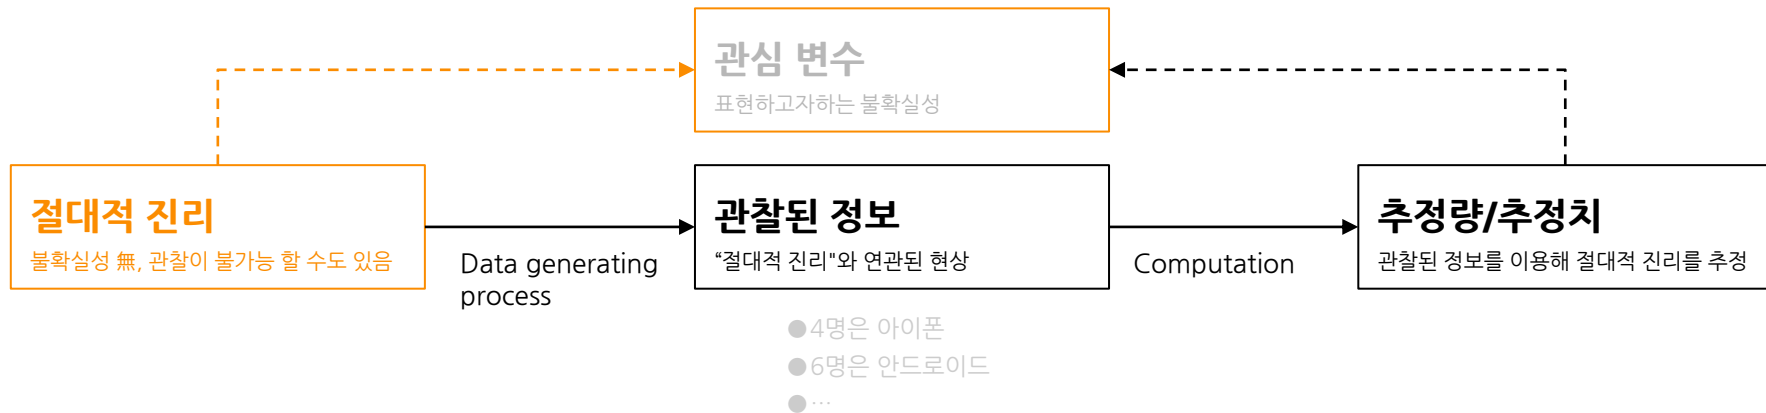 관심 변수
표현하고자하는 불확실성
절대적 진리
불확실성 無, 관찰이 불가능 할 수도 있음
Data generating
process
관찰된 정보
“절대적 진리"와 연관된 현상
Computation
추정량/추정치
관찰된 정보를 이용해 절대적 진리를 추정
●4명은 아이폰
●6명은 안드로이드
●…